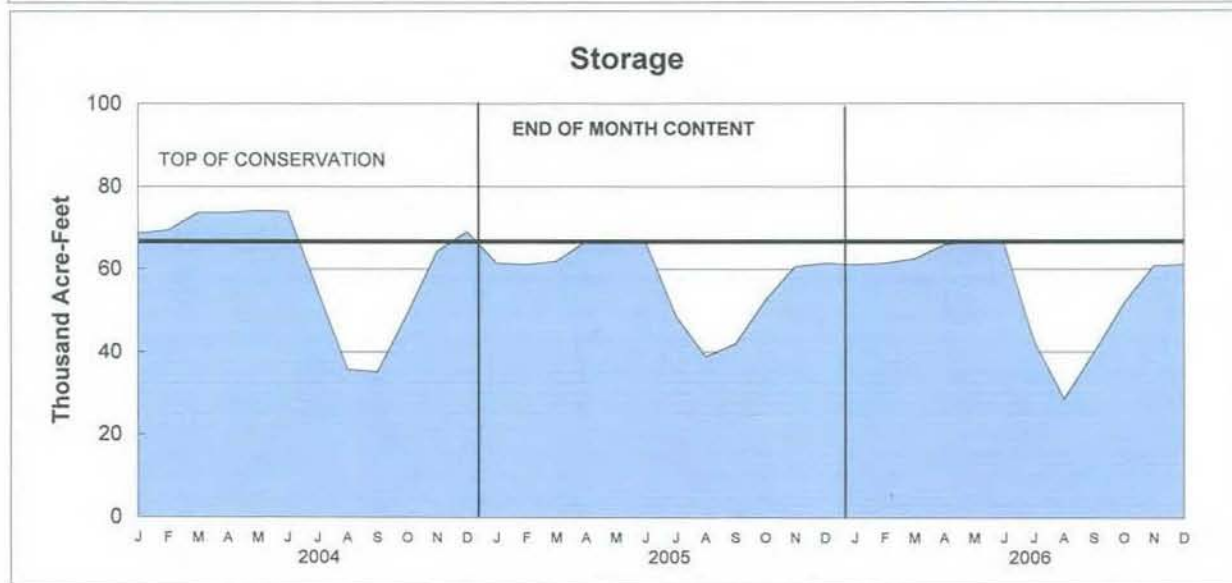 Storage
100
END OF MONTH CONTENT
TOP OF CONSERVATION
80
60
40
20
0
Thousand Acre-Feet
J F M A M J J A S O N D J F M A M J J A S O N D J F M A M J J A S O N D
2004 2005 2006